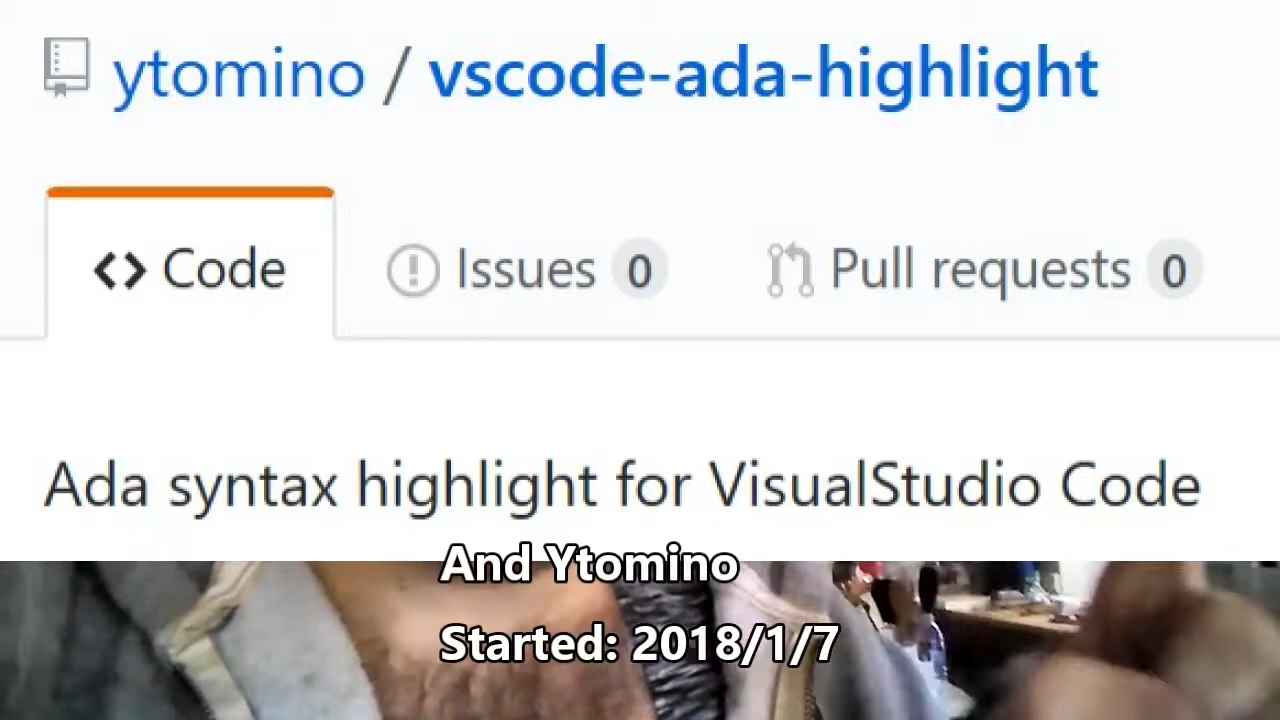 ytomino / vscode-ada-highlight
Code Issues 0 Pull requests 0
Ada syntax highlight for VisualStudio Code
And Ytomino
Started: 2018/1/7